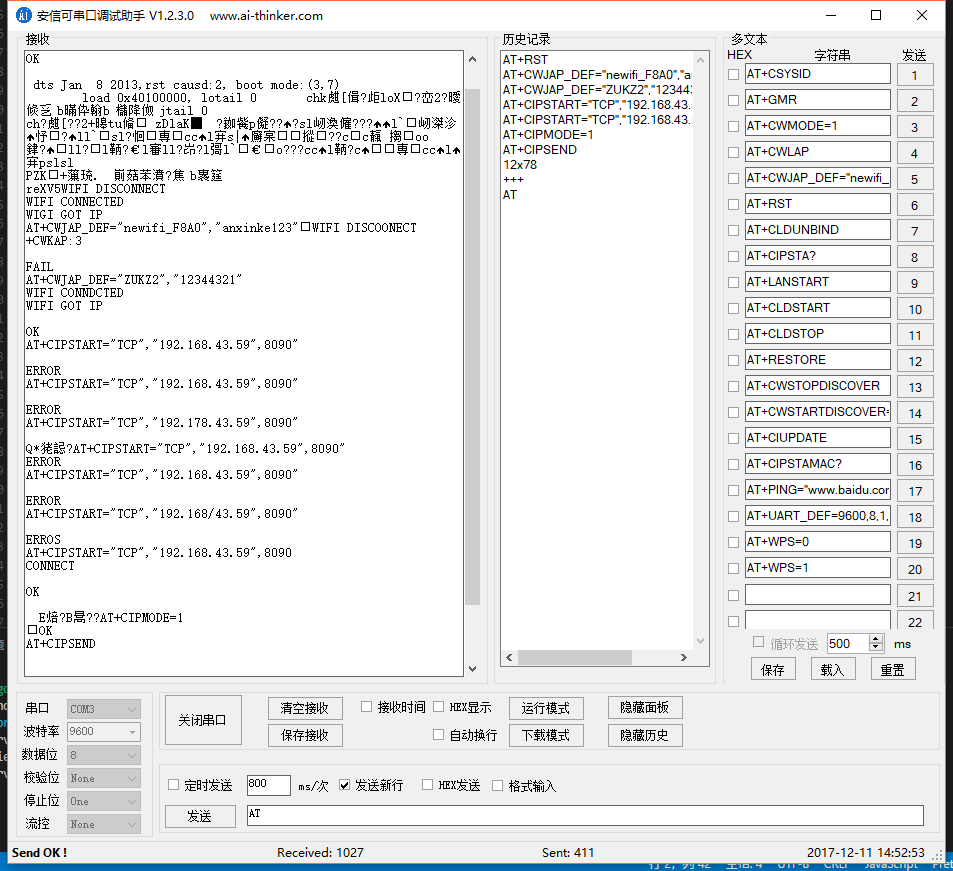 安信可串口调试助手 V1.2.3.0 www.ai-thinker.com
接收
OK
dts Jan 8 2013,rst causd:2, boot mode:(3,7)
load 0x40100000, lotail 0
jtail 0
WIFI DISCONNECT
WIFI CONNECTED
WIGI GOT IP
AT+CWJAP_DEF="newifi_F8A0","anxinke123"□WIFI DISCOONECT
+CWKAP:3
FAIL
AT+CWJAP_DEF="ZUKZ2","12344321"
WIFI CONNDCTED
WIFI GOT IP
OK
AT+CIPSTART="TCP","192.168.43.59",8090"
ERROR
AT+CIPSTART="TCP","192.168.43.59",8090"
ERROR
AT+CIPSTART="TCP","192.178.43.59",8090"
AT+CIPSTART="TCP","192.168.43.59",8090"
ERROR
AT+CIPSTART="TCP","192.168.43.59",8090"
ERROR
AT+CIPSTART="TCP","192.168/43.59",8090"
ERROS
AT+CIPSTART="TCP","192.168.43.59",8090
CONNECT
OK
E焙?B暠??AT+CIPMODE=1
□OK
AT+CIPSEND
历史记录
AT+RST
AT+CWJAP_DEF="newifi_F8A0","a
AT+CWJAP_DEF="ZUKZ2","12344
AT+CIPSTART="TCP","192.168.43.
AT+CIPSTART="TCP","192.168.43.
AT+CIPMODE=1
AT+CIPSEND
12x78
+++
AT
多文本
HEX 字符串 发送
AT+CSYSID 1
AT+GMR 2
AT+CWMODE=1 3
AT+CWLAP 4
AT+CWJAP_DEF="newifi_ 5
AT+RST 6
AT+CLDUNBIND 7
AT+CIPSTA? 8
AT+LANSTART 9
AT+CLDSTART 10
AT+CLDSTOP 11
AT+RESTORE 12
AT+CWSTOPDISCOVER 13
AT+CWSTARTDISCOVER= 14
AT+CIUPDATE 15
AT+CIPSTAMAC? 16
AT+PING="www.baidu.com 17
AT+UART_DEF=9600,8,1, 18
AT+WPS=0 19
AT+WPS=1 20
21
22
循环发送 500 ms
保存 载入 重置
串口 COM3
波特率 9600
数据位 8
校验位 None
停止位 One
流控 None
关闭串口
清空接收 接收时间 HEX显示 运行模式 隐藏面板
保存接收 自动换行 下载模式 隐藏历史
定时发送 800 ms/次 发送新行 HEX发送 格式输入
发送 AT
Send OK ! Received: 1027 Sent: 411 2017-12-11 14:52:53